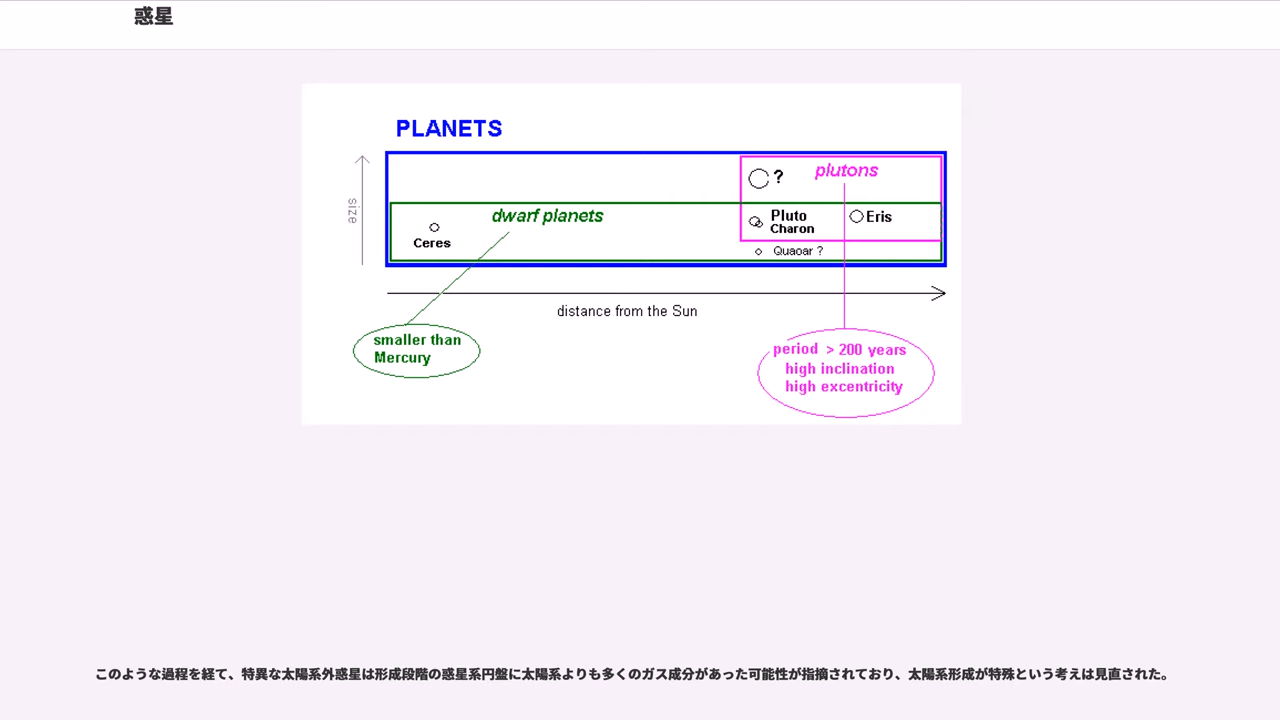 惑星
PLANETS
size
? plutons
dwarf planets
Pluto
Charon
Eris
Ceres
Quaoar ?
distance from the Sun
smaller than
Mercury
period > 200 years
high inclination
high excentricity
このような過程を経て、特異な太陽系外惑星は形成段階の惑星系円盤に太陽系よりも多くのガス成分があった可能性が指摘されており、太陽系形成が特殊という考えは見直された。